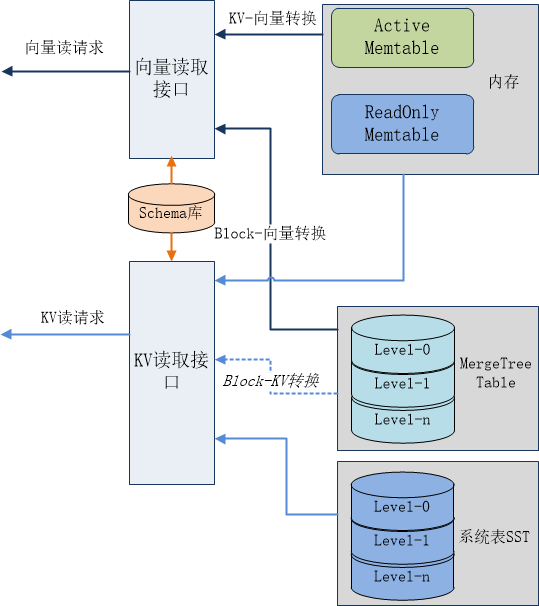 KV-向量转换
Active
Memtable
向量读请求
向量读取
接口
内存
ReadOnly
Memtable
Schema库
Block-向量转换
KV读请求
KV读取接
口
Block-KV转换
Level-0
Level-1
Level-n
MergeTree
Table
Level-0
Level-1
Level-n
系统表SST